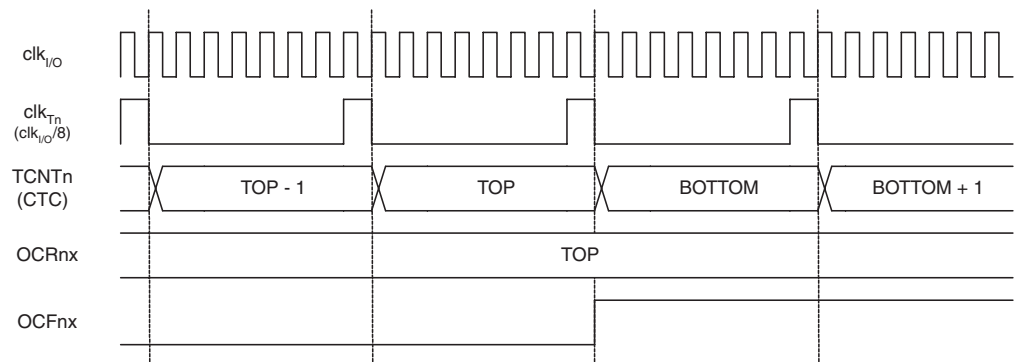 clkI/O
clkTn
(clkI/O/8)
TCNTn
(CTC)
TOP - 1
TOP
BOTTOM
BOTTOM + 1
OCRnx
TOP
OCFnx